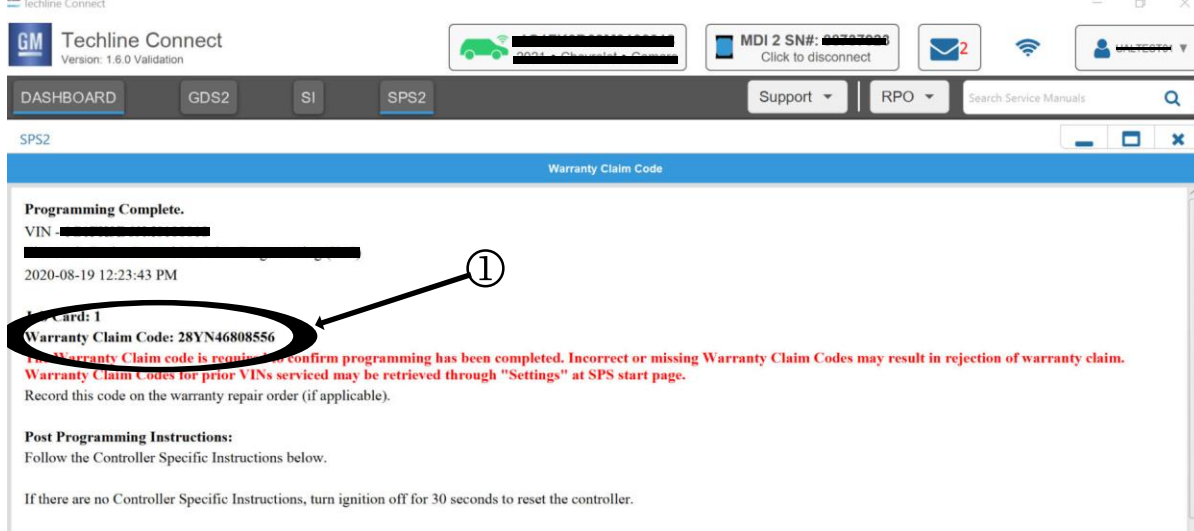 Techline Connect
GM
Techline Connect
Version: 1.6.0 Validation
2021 • Chevrolet • Camaro
MDI 2 SN#:
Click to disconnect
2
DASHBOARD
GDS2
SI
SPS2
Support
RPO
Search Service Manuals
SPS2
Warranty Claim Code
Programming Complete.
VIN -
2020-08-19 12:23:43 PM
1
Card: 1
Warranty Claim Code: 28YN46808556
The Warranty Claim code is required to confirm programming has been completed. Incorrect or missing Warranty Claim Codes may result in rejection of warranty claim.
Warranty Claim Codes for prior VINs serviced may be retrieved through "Settings" at SPS start page.
Record this code on the warranty repair order (if applicable).
Post Programming Instructions:
Follow the Controller Specific Instructions below.
If there are no Controller Specific Instructions, turn ignition off for 30 seconds to reset the controller.